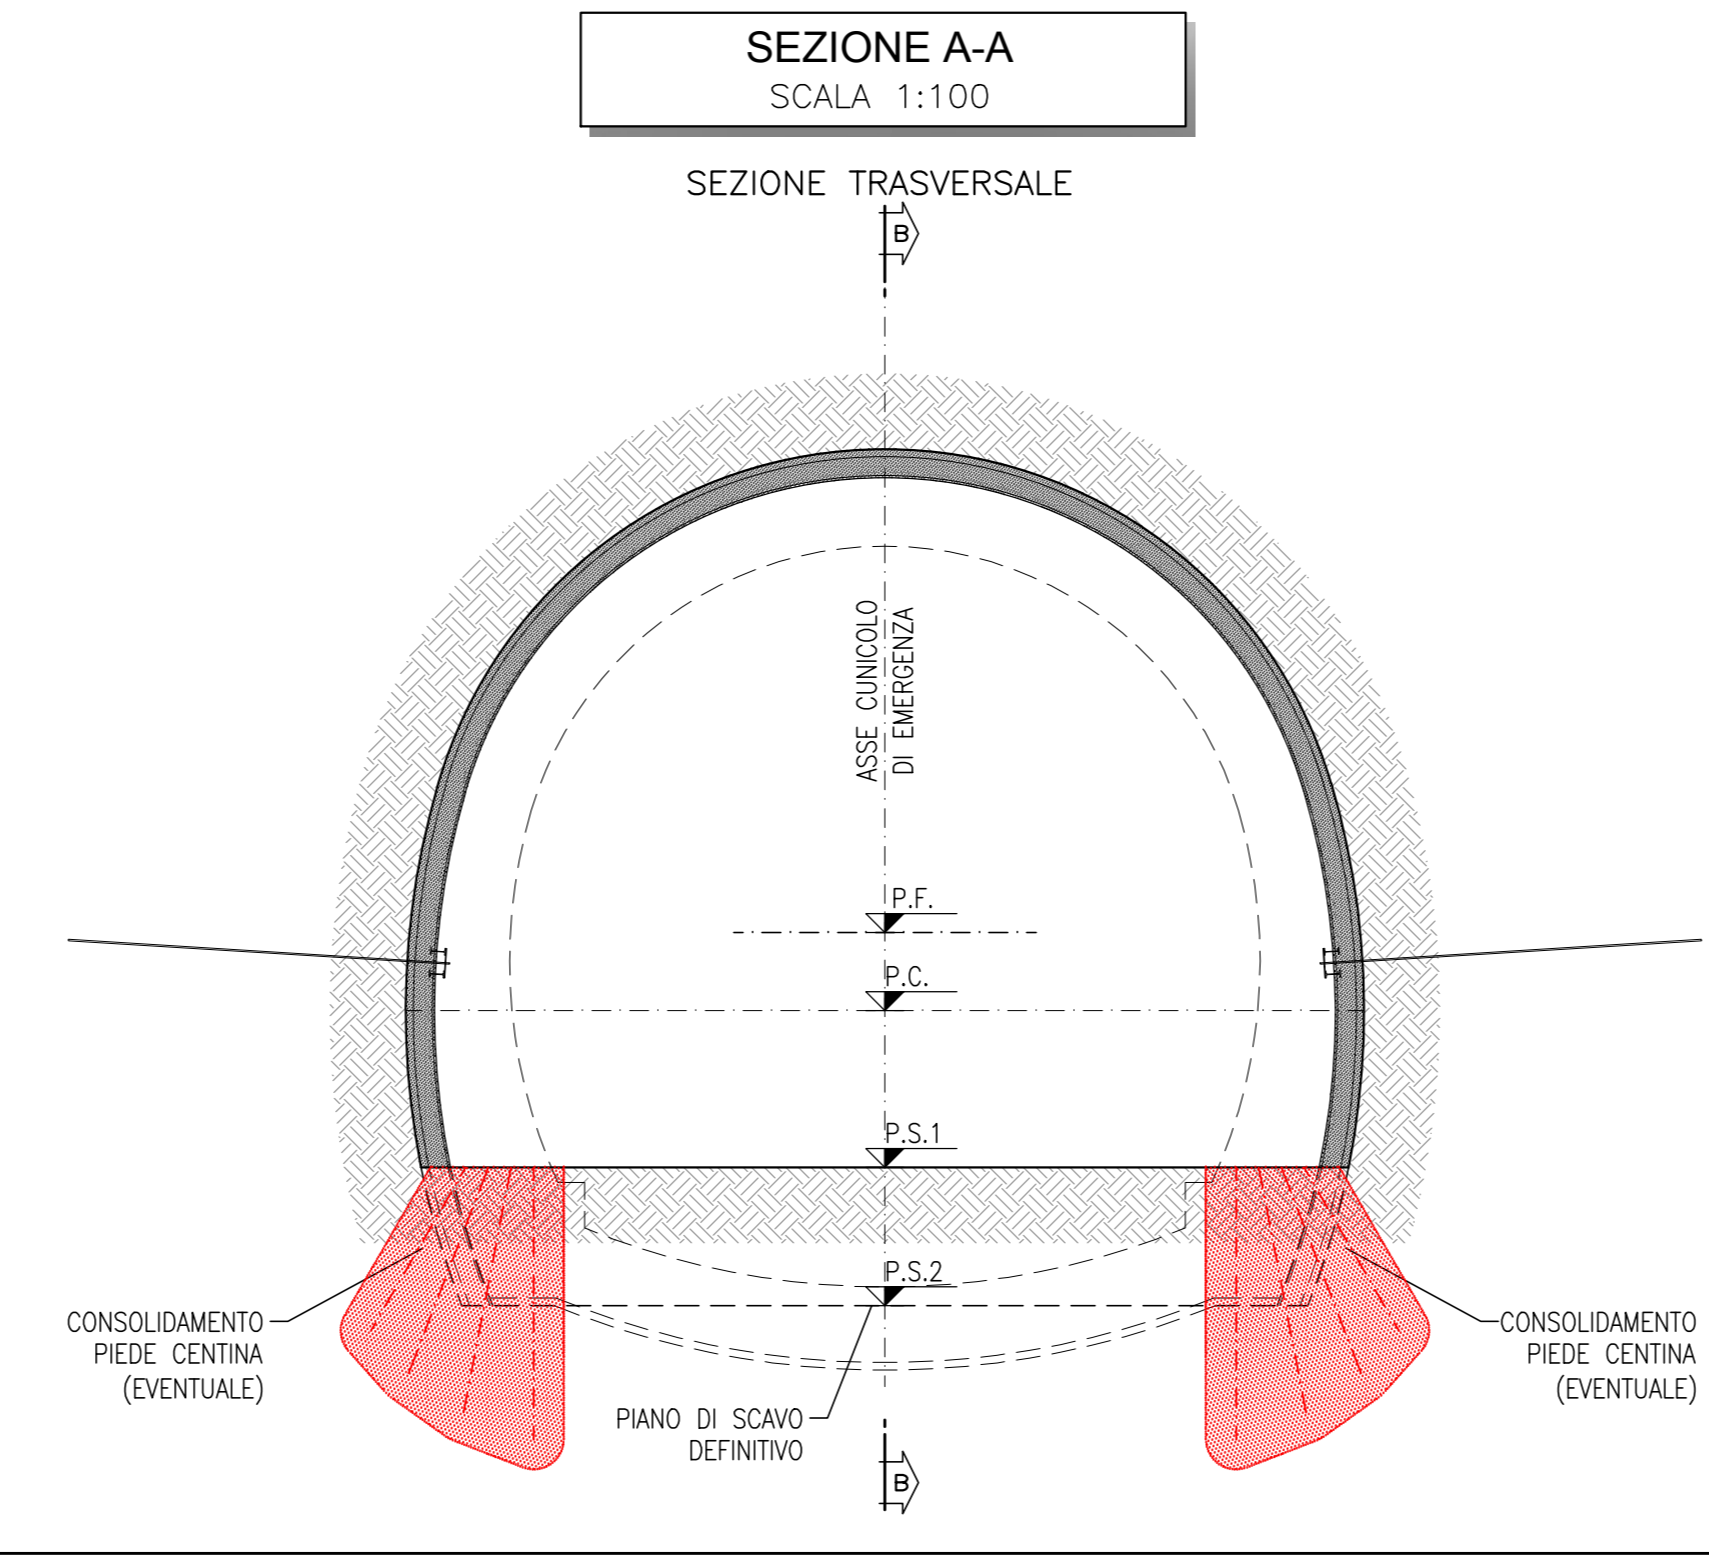 SEZIONE A-A
SCALA 1:100
SEZIONE TRASVERSALE
B
ASSE CUNICOLO
DI EMERGENZA
P.F.
P.C.
P.S.1
P.S.2
CONSOLIDAMENTO
PIEDE CENTINA
(EVENTUALE)
CONSOLIDAMENTO
PIEDE CENTINA
(EVENTUALE)
PIANO DI SCAVO
DEFINITIVO
B